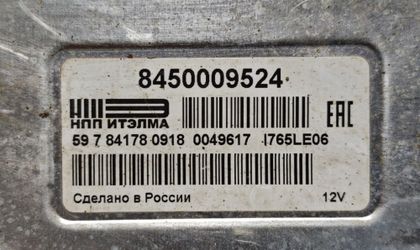 8450009524
НПП ИТЭЛМА
EAC
59 7 84178 0918 0049617 I765LE06
Сделано в России 12V